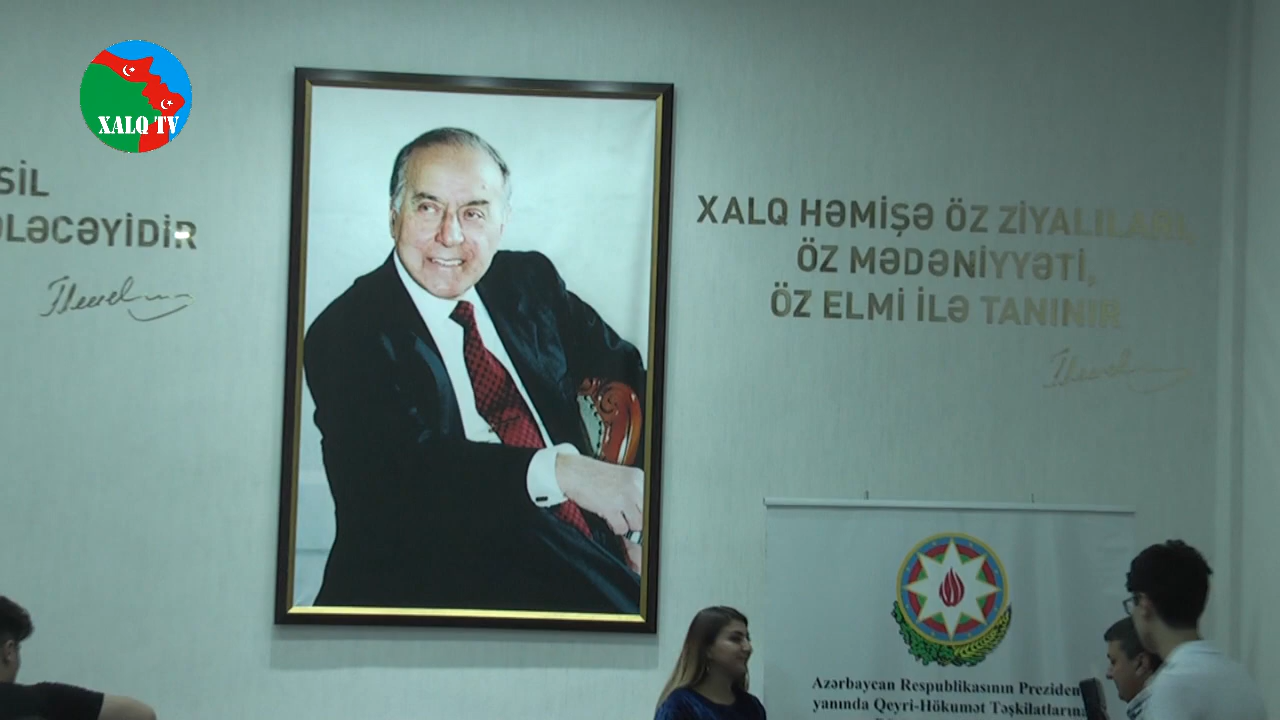 XALQ TV
SİL
ƏLƏCƏYİDİR
XALQ HƏMİŞƏ ÖZ ZİYALILARI,
ÖZ MƏDƏNİYYƏTİ,
ÖZ ELMİ İLƏ TANINIR
Azərbaycan Respublikasının Preziden
yanında Qeyri-Hökumət Təşkilatlarına